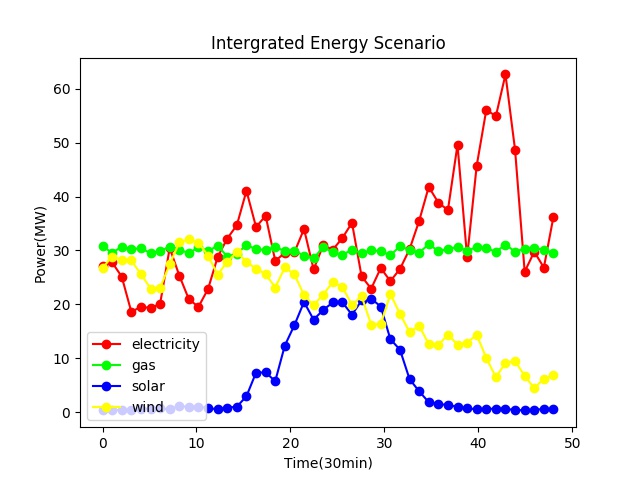 Intergrated Energy Scenario
Power(MW)
60
50
40
30
20
10
0
electricity
gas
solar
wind
0 10 20 30 40 50
Time(30min)